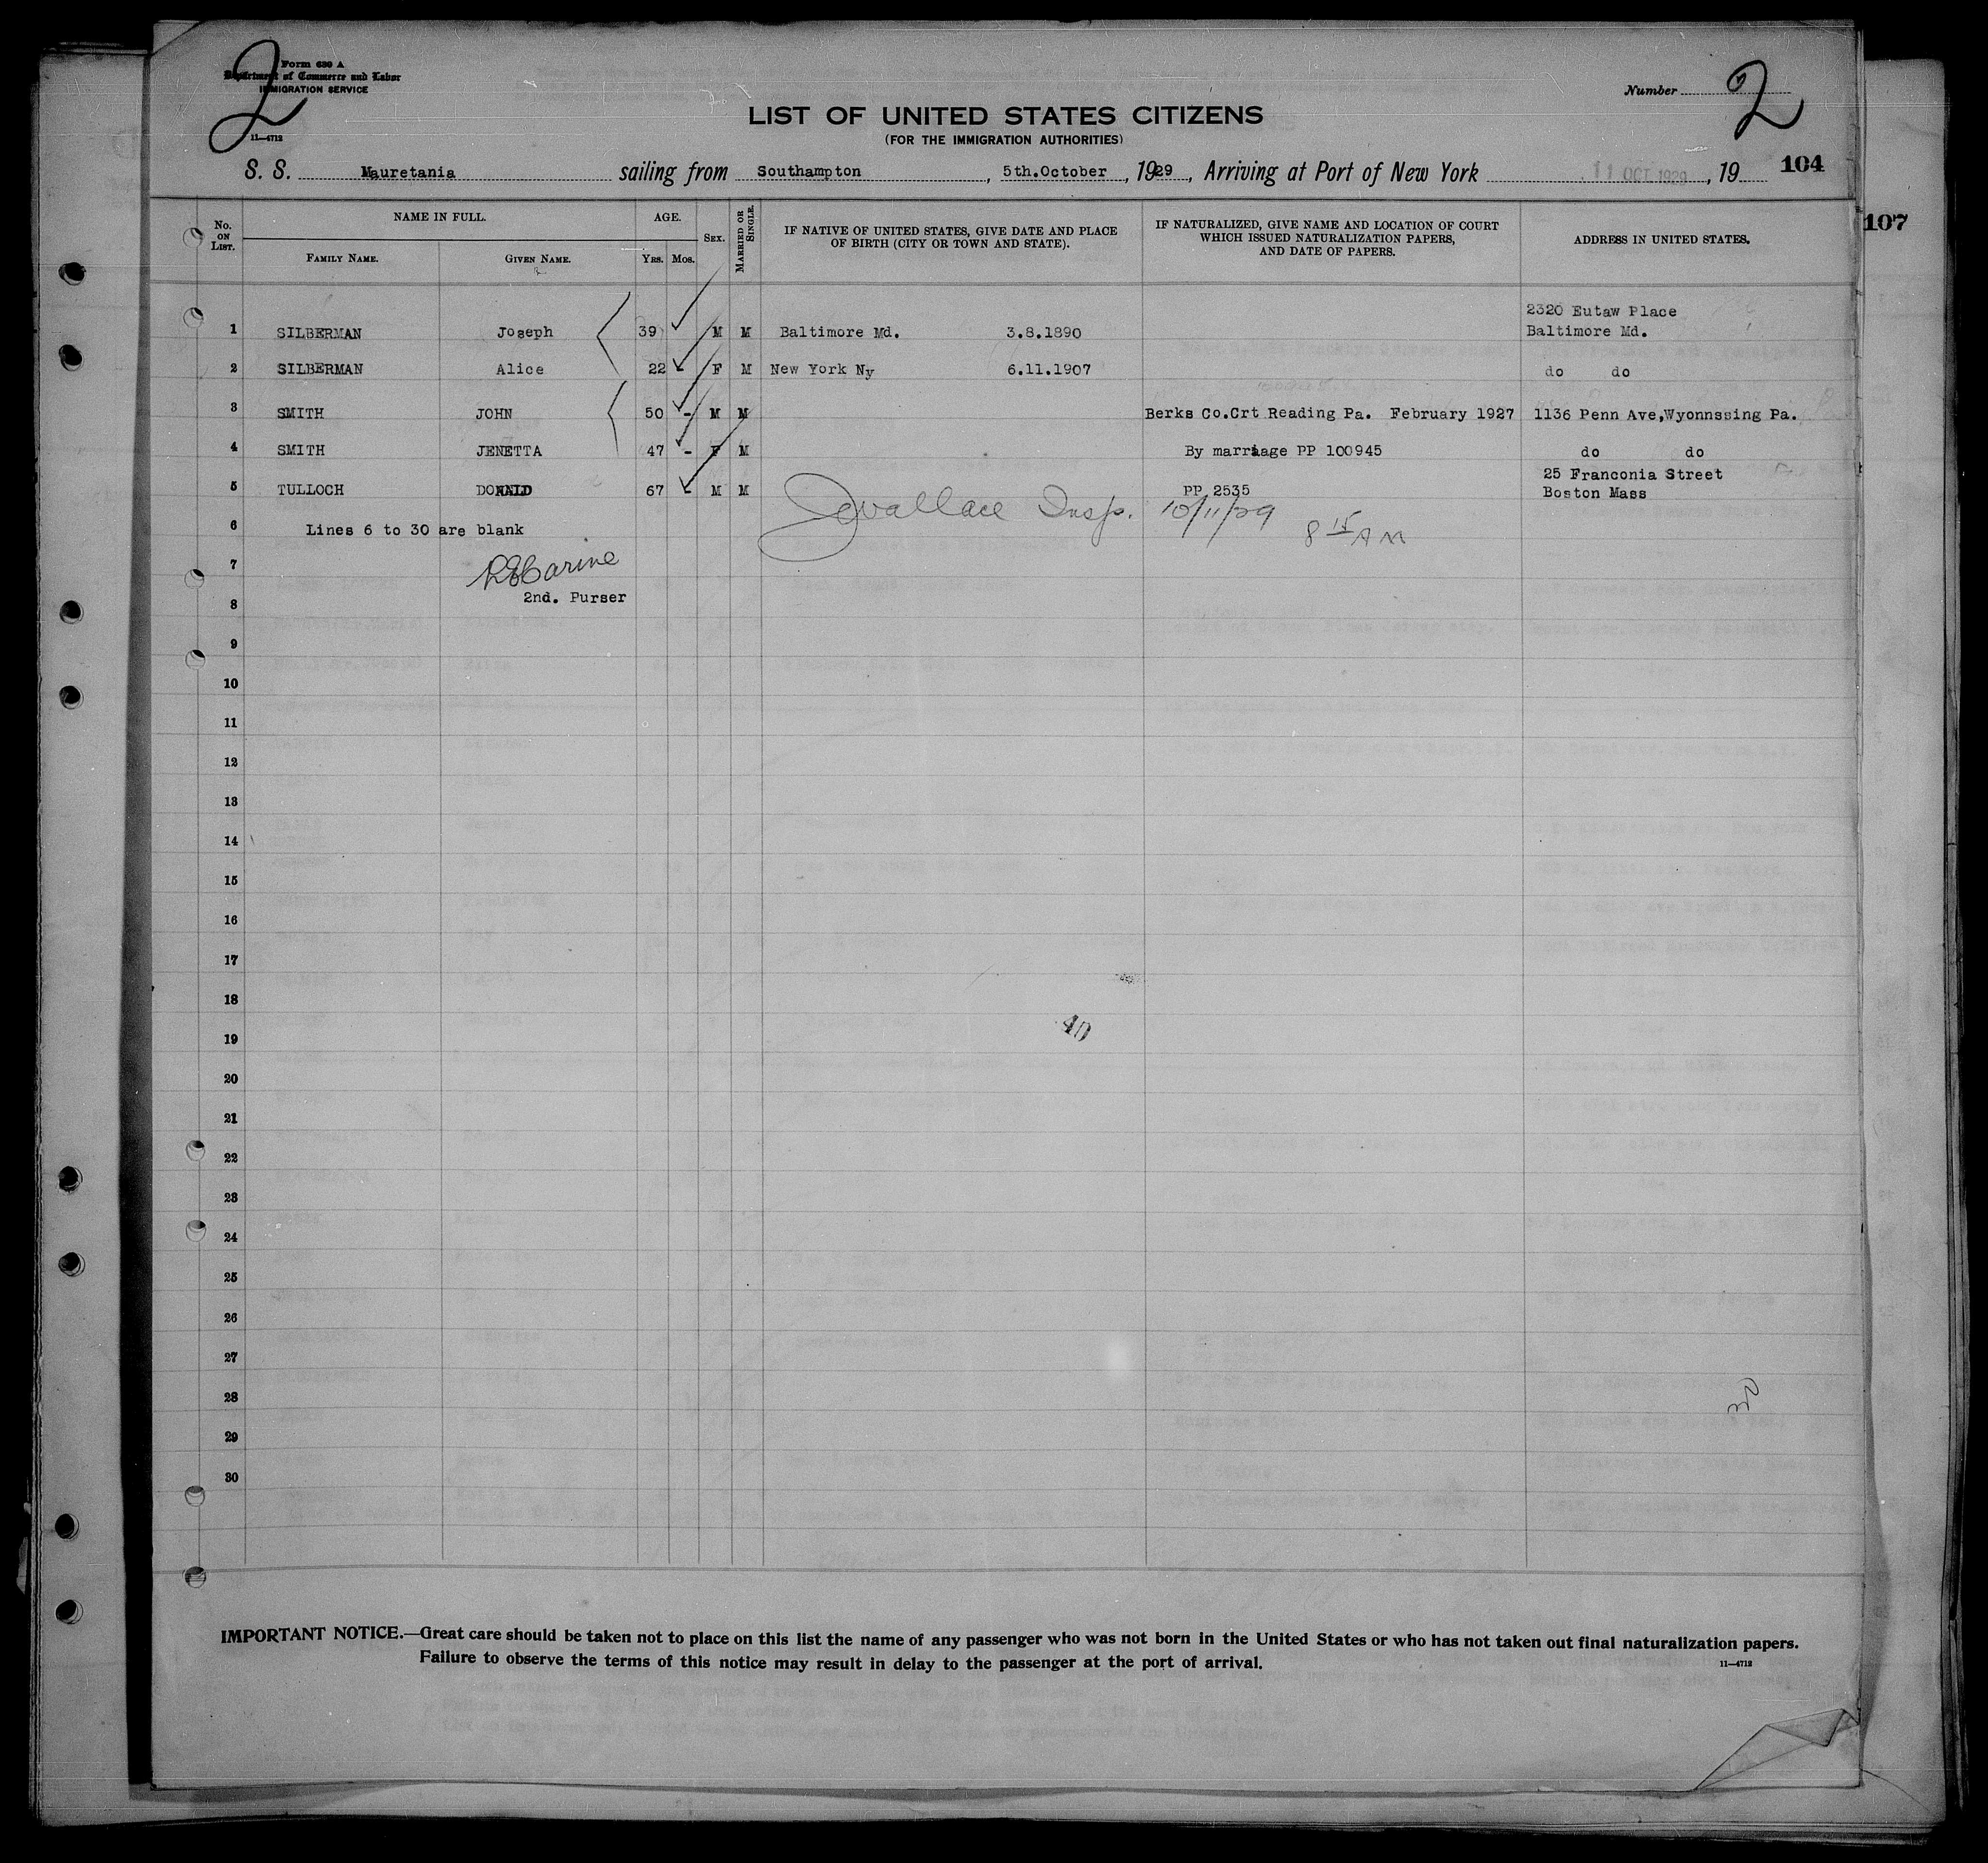 Form 630 A
Department of Commerce and Labor
IMMIGRATION SERVICE
2
11—4712
Number 2
LIST OF UNITED STATES CITIZENS
(FOR THE IMMIGRATION AUTHORITIES)
S. S. Mauretania sailing from Southampton, 5th.October, 1929, Arriving at Port of New York 11 OCT 1929, 19 104
107
No. ON LIST. NAME IN FULL. AGE. SEX. MARRIED OR SINGLE. IF NATIVE OF UNITED STATES, GIVE DATE AND PLACE OF BIRTH (CITY OR TOWN AND STATE). IF NATURALIZED, GIVE NAME AND LOCATION OF COURT WHICH ISSUED NATURALIZATION PAPERS, AND DATE OF PAPERS. ADDRESS IN UNITED STATES.
FAMILY NAME. GIVEN NAME. YRS. MOS.
2320 Eutaw Place
1 SILBERMAN Joseph 39 M M Baltimore Md. 3.8.1890 Baltimore Md.
2 SILBERMAN Alice 22 F M New York Ny 6.11.1907 do do
3 SMITH JOHN 50 - M M Berks Co.Crt Reading Pa. February 1927 1136 Penn Ave,Wyonnssing Pa.
4 SMITH JENETTA 47 - F M By marriage PP 100945 do do
25 Franconia Street
5 TULLOCH DONALD 67 - M M PP 2535 Boston Mass
Wallace Insp. 10/11/29 8 15 AM
6 Lines 6 to 30 are blank
7
2nd. Purser
8
9
10
11
12
13
14
15
16
17
18
40
19
20
21
22
23
24
25
26
27
28 30
29
30
IMPORTANT NOTICE.—Great care should be taken not to place on this list the name of any passenger who was not born in the United States or who has not taken out final naturalization papers.
Failure to observe the terms of this notice may result in delay to the passenger at the port of arrival.
11—4712